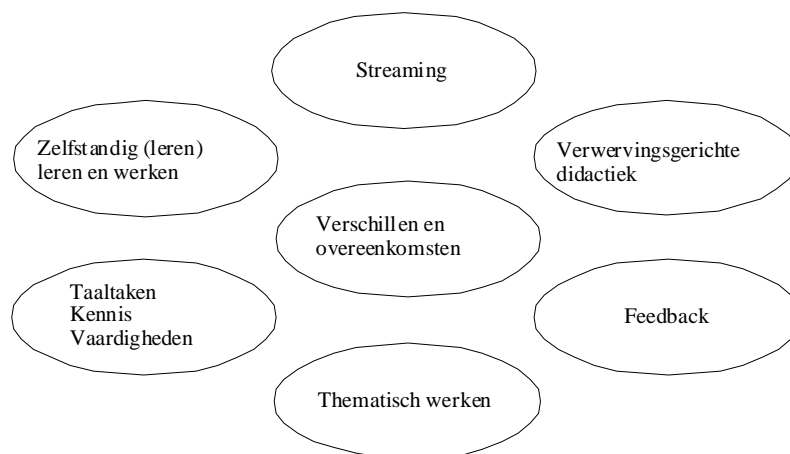 Streaming
Zelfstandig (leren)
leren en werken
Verwervingsgerichte
didactiek
Verschillen en
overeenkomsten
Taaltaken
Kennis
Vaardigheden
Feedback
Thematisch werken